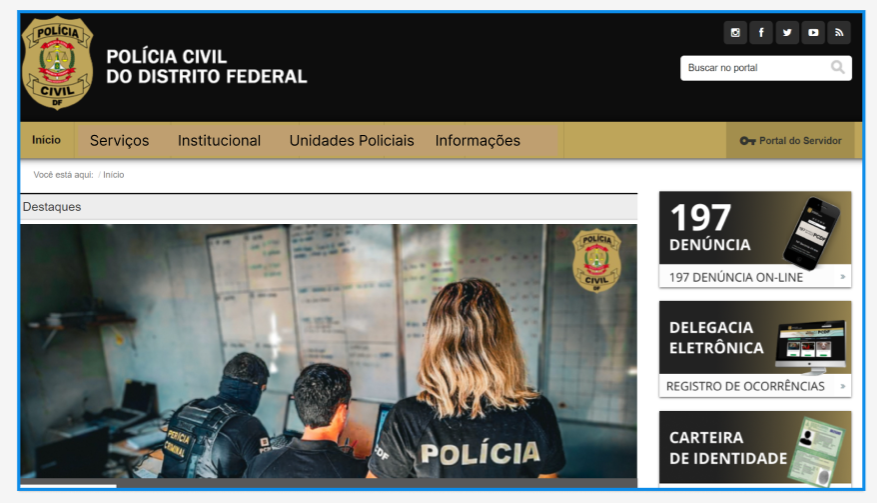 POLÍCIA
CIVIL
DF
POLÍCIA CIVIL
DO DISTRITO FEDERAL
Buscar no portal
Início
Serviços
Institucional
Unidades Policiais
Informações
Portal do Servidor
Você está aqui: / Início
Destaques
POLÍCIA
CIVIL
DF
PERÍCIA
CRIMINAL
DF
POLÍCIA
197
DENÚNCIA
197 DENÚNCIA ON-LINE »
DELEGACIA
ELETRÔNICA
REGISTRO DE OCORRÊNCIAS »
CARTEIRA
DE IDENTIDADE